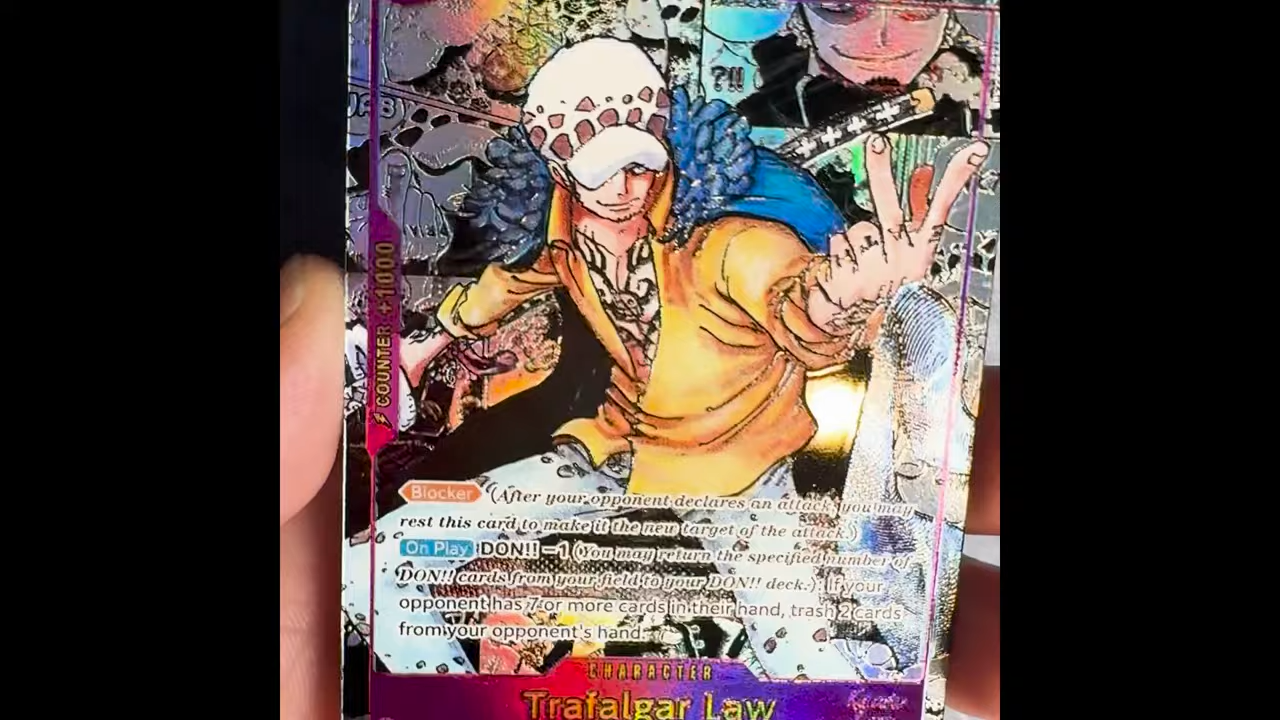 ?!!
COUNTER +1000
Blocker (After your opponent declares an attack, you may
rest this card to make it the new target of the attack.)
On Play DON!! −1 (You may return the specified number of
DON!! cards from your field to your DON!! deck.): If your
opponent has 7 or more cards in their hand, trash 2 cards
from your opponent's hand.
CHARACTER
Trafalgar Law